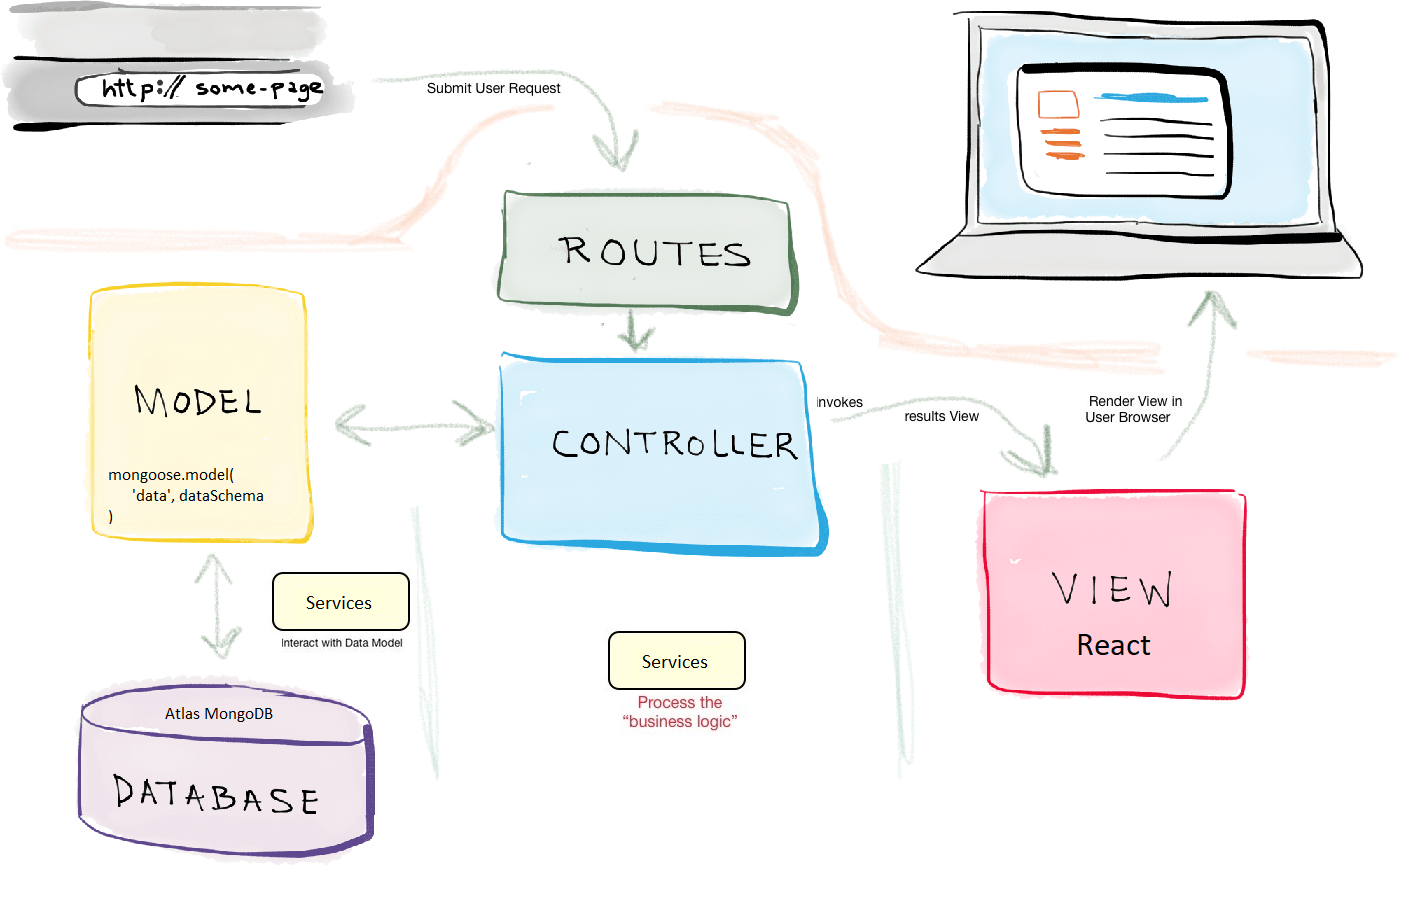 http:// some-page
Submit User Request
ROUTES
MODEL
mongoose.model(
'data', dataSchema
)
CONTROLLER
invokes
results View
Render View in
User Browser
VIEW
React
Services
Interact with Data Model
Services
Process the
“business logic”
Atlas MongoDB
DATABASE